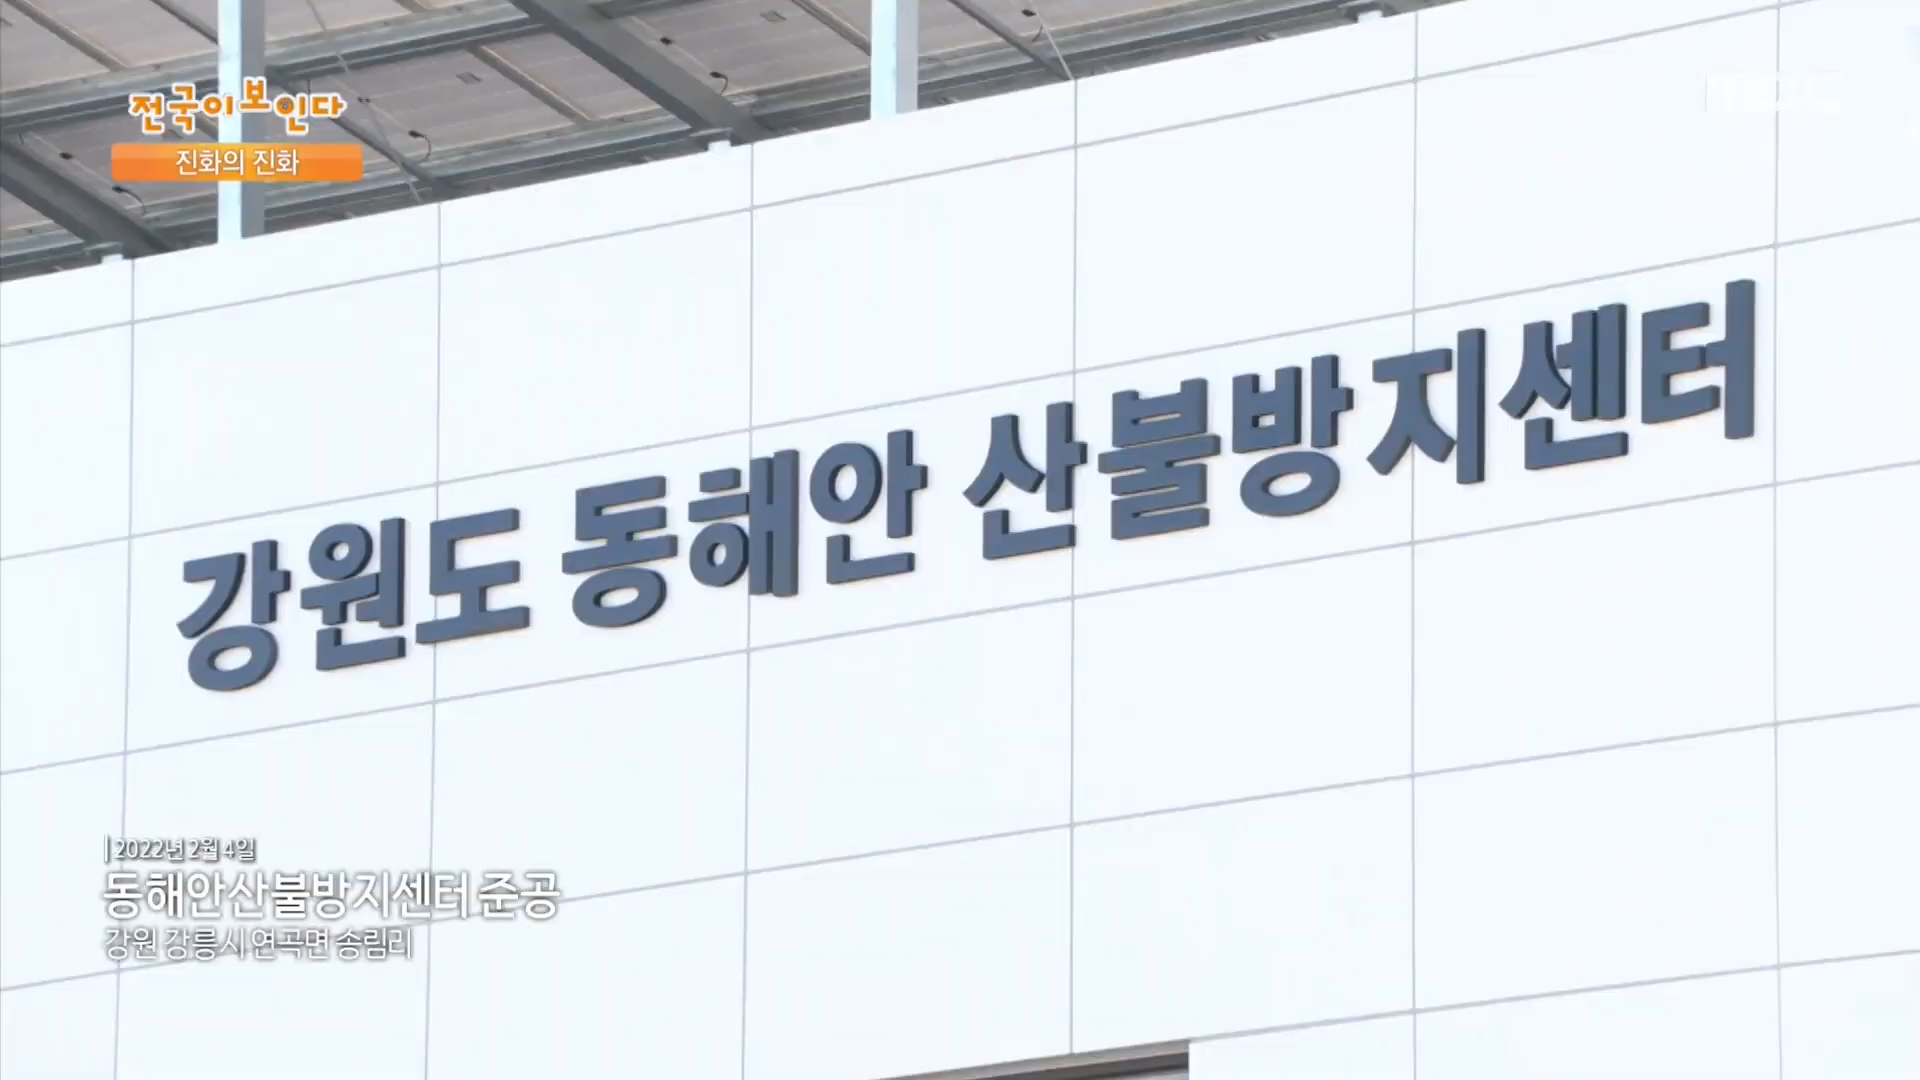 전국이보인다
진화의 진화
MBC
강원도 동해안 산불방지센터
2022년 2월 4일
동해안산불방지센터 준공
강원 강릉시 연곡면 송림리